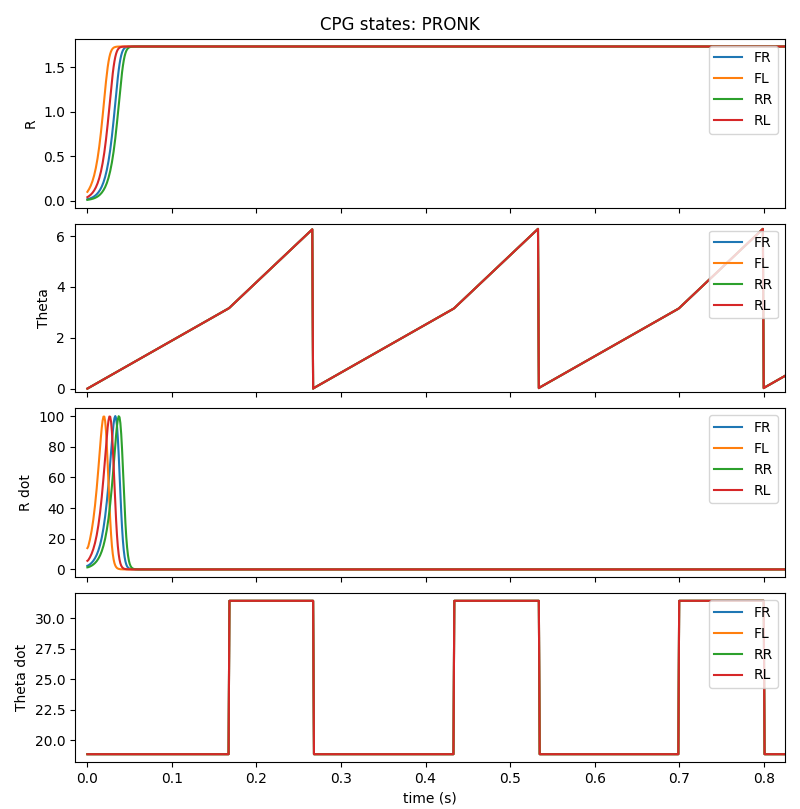 CPG states: PRONK
R
1.5
1.0
0.5
0.0
FR
FL
RR
RL
Theta
6
4
2
0
FR
FL
RR
RL
R dot
100
80
60
40
20
0
FR
FL
RR
RL
Theta dot
30.0
27.5
25.0
22.5
20.0
FR
FL
RR
RL
0.0 0.1 0.2 0.3 0.4 0.5 0.6 0.7 0.8
time (s)